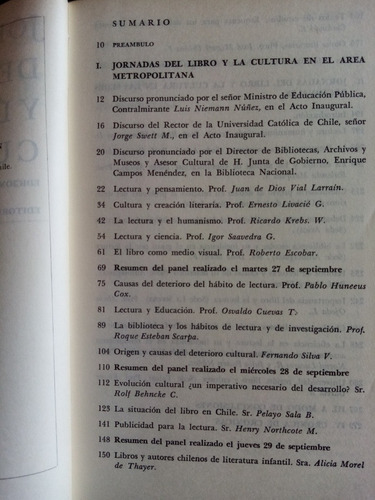 SUMARIO
10 PREAMBULO
I. JORNADAS DEL LIBRO Y LA CULTURA EN EL AREA
METROPOLITANA
12 Discurso pronunciado por el señor Ministro de Educación Pública,
Contralmirante Luis Niemann Núñez, en el Acto Inaugural.
16 Discurso del Rector de la Universidad Católica de Chile, señor
Jorge Swett M., en el Acto Inaugural.
20 Discurso pronunciado por el Director de Bibliotecas, Archivos y
Museos y Asesor Cultural de H. Junta de Gobierno, Enrique
Campos Menéndez, en la Biblioteca Nacional.
22 Lectura y pensamiento. Prof. Juan de Dios Vial Larraín.
34 Cultura y creación literaria. Prof. Ernesto Livacić G.
42 La lectura y el humanismo. Prof. Ricardo Krebs. W.
54 Lectura y ciencia. Prof. Igor Saavedra G.
61 El libro como medio visual. Prof. Roberto Escobar.
69 Resumen del panel realizado el martes 27 de septiembre
75 Causas del deterioro del hábito de lectura. Prof. Pablo Huneeus
Cox.
81 Lectura y Educación. Prof. Osvaldo Cuevas T.
89 La biblioteca y los hábitos de lectura y de investigación. Prof.
Roque Esteban Scarpa.
104 Origen y causas del deterioro cultural. Fernando Silva V.
110 Resumen del panel realizado el miércoles 28 de septiembre
112 Evolución cultural ¿un imperativo necesario del desarrollo? Sr.
Rolf Behncke C.
123 La situación del libro en Chile. Sr. Pelayo Sala B.
141 Publicidad para la lectura. Sr. Henry Northcote M.
148 Resumen del panel realizado el jueves 29 de septiembre
150 Libros y autores chilenos de literatura infantil. Sra. Alicia Morel
de Thayer.